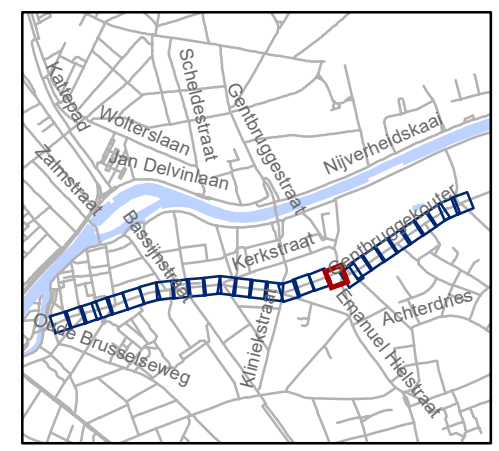 Kattepad
Scheldestraat
Gentbruggestraat
Wolterslaan
Nijverheidskaai
Jan Delvinlaan
Zalmstraat
Bassijnstraat
Gentbruggekouter
Kerkstraat
Kliniekstraat
Emanuel Hielstraat
Achterdries
Oude Brusselseweg